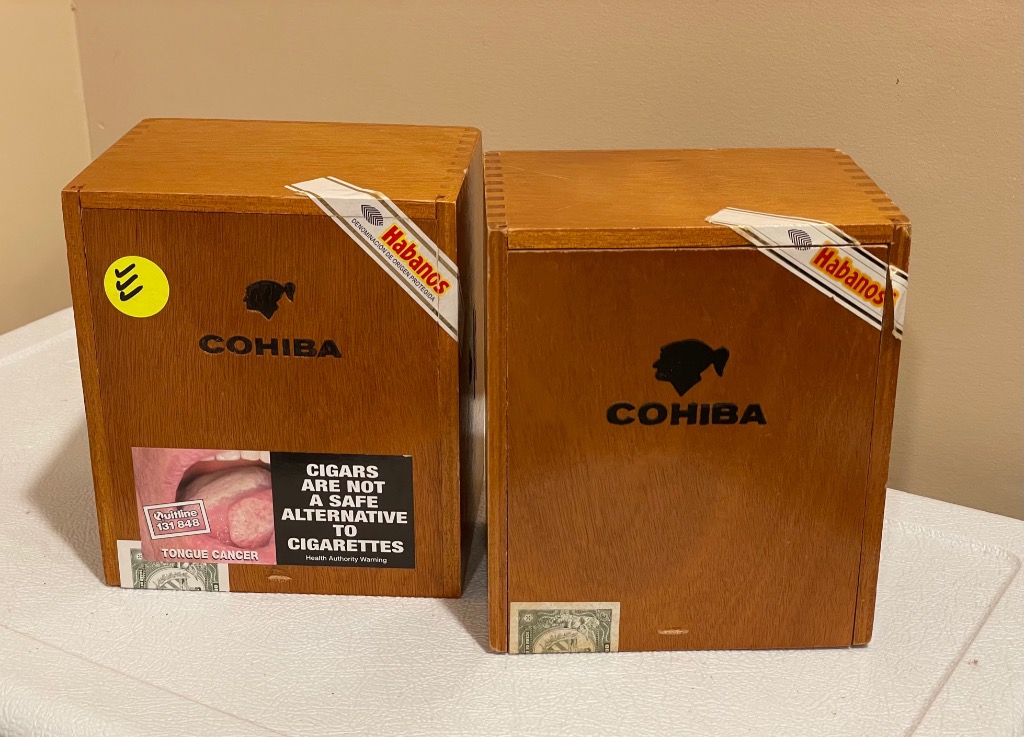 Habanos
DENOMINACIÓN DE ORIGEN PROTEGIDA
COHIBA
CIGARS
ARE NOT
A SAFE
ALTERNATIVE
TO
CIGARETTES
Health Authority Warning
Quitline
131 848
TONGUE CANCER
Habanos
COHIBA